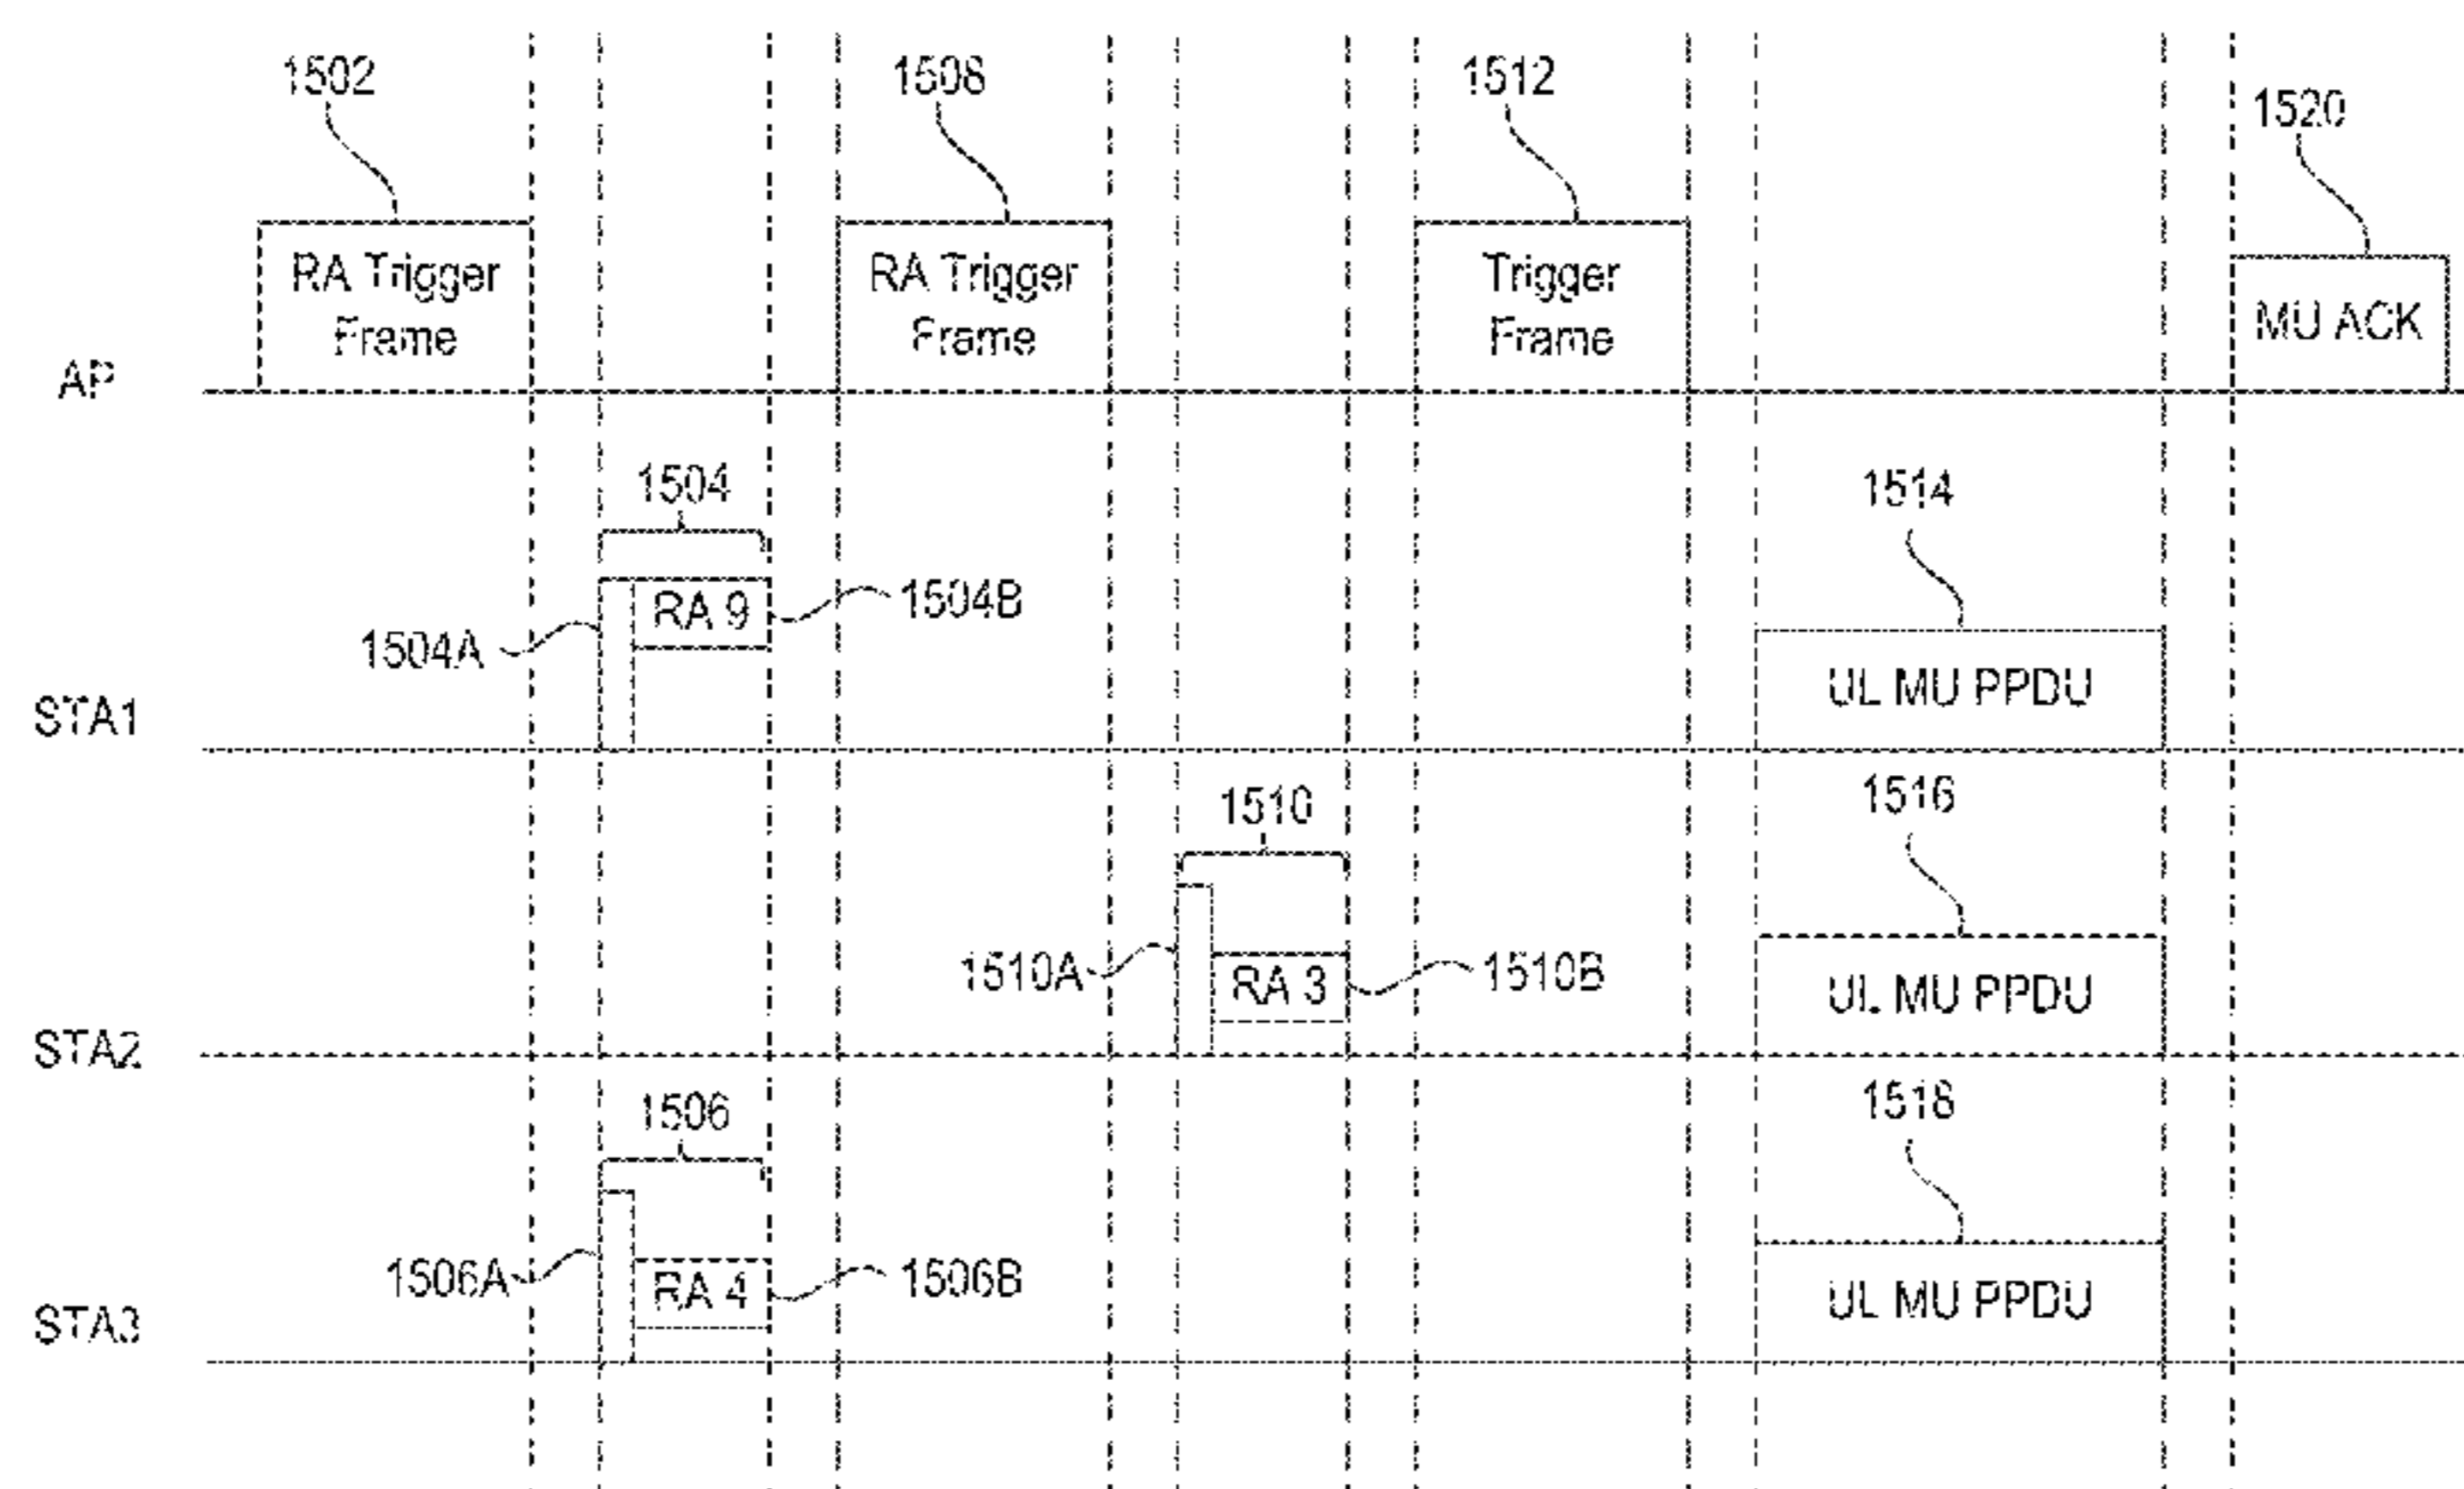 1502
1508
1512
1520
RA Trigger
Frame
RA Trigger
Frame
Trigger
Frame
MU ACK
AP
1504
1514
RA 9
1504B
1504A
UL MU PPDU
STA1
1510
1516
1510A
RA 3
1510B
UL MU PPDU
STA2
1506
1518
1506A
RA 4
1506B
UL MU PPDU
STA3